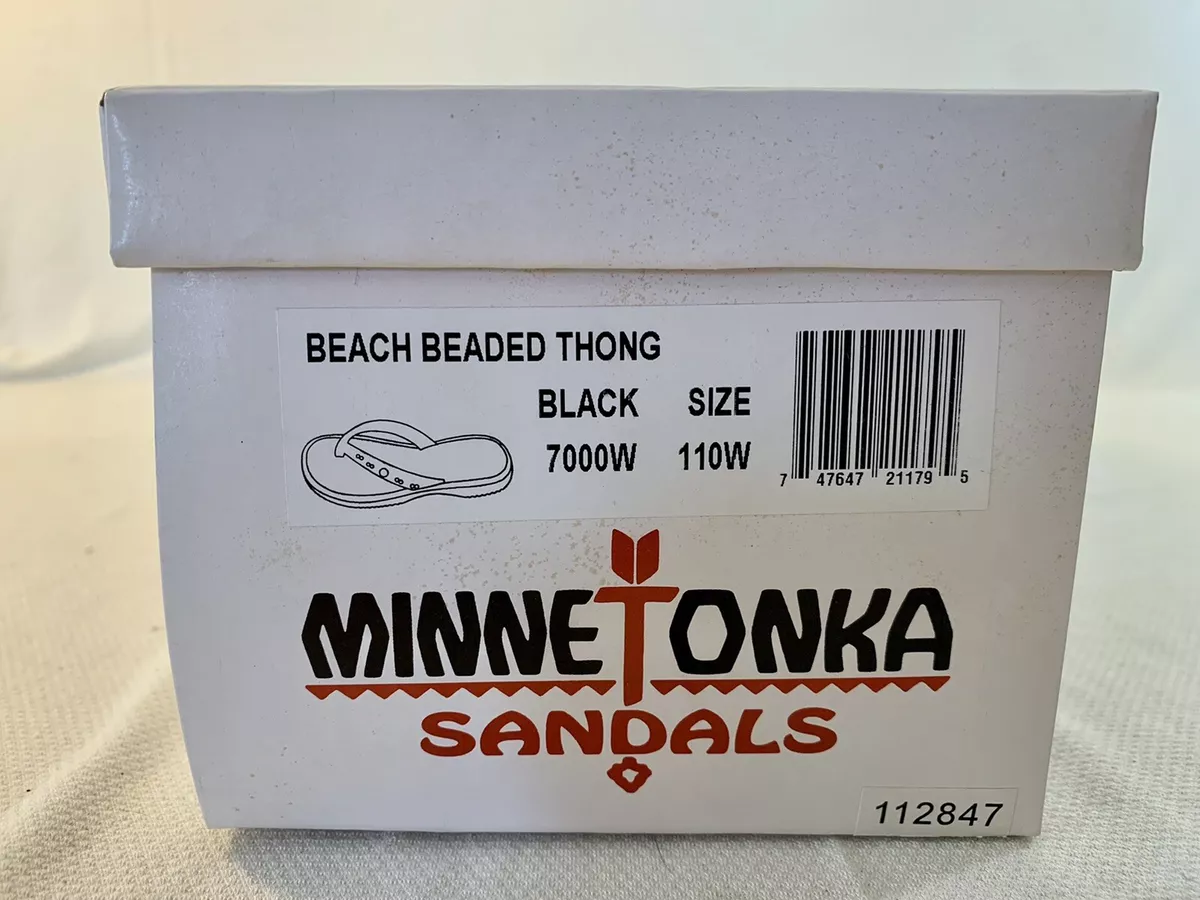 BEACH BEADED THONG
BLACK SIZE
7000W 110W
7 47647 21179 5
MINNETONKA
SANDALS
112847